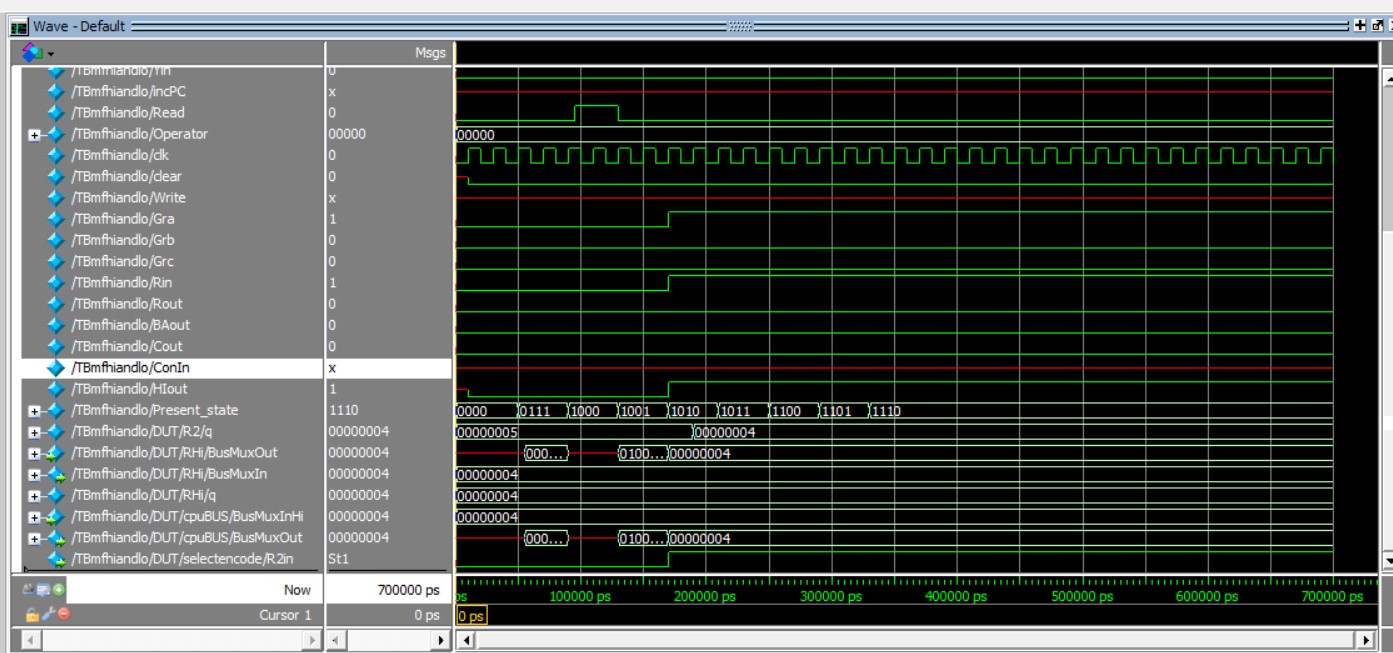 Wave - Default
Msgs
/TBmfhiandlo/Yin 0
/TBmfhiandlo/incPC x
/TBmfhiandlo/Read 0
/TBmfhiandlo/Operator 00000 00000
/TBmfhiandlo/clk 0
/TBmfhiandlo/clear 0
/TBmfhiandlo/Write x
/TBmfhiandlo/Gra 1
/TBmfhiandlo/Grb 0
/TBmfhiandlo/Grc 0
/TBmfhiandlo/Rin 1
/TBmfhiandlo/Rout 0
/TBmfhiandlo/BAout 0
/TBmfhiandlo/Cout 0
/TBmfhiandlo/ConIn x
/TBmfhiandlo/HIout 1
/TBmfhiandlo/Present_state 1110 0000 0111 1000 1001 1010 1011 1100 1101 1110
/TBmfhiandlo/DUT/R2/q 00000004 00000005 00000004
/TBmfhiandlo/DUT/RHi/BusMuxOut 00000004 000... 0100... 00000004
/TBmfhiandlo/DUT/RHi/BusMuxIn 00000004 00000004
/TBmfhiandlo/DUT/RHi/q 00000004 00000004
/TBmfhiandlo/DUT/cpuBUS/BusMuxInHi 00000004 00000004
/TBmfhiandlo/DUT/cpuBUS/BusMuxOut 00000004 000... 0100... 00000004
/TBmfhiandlo/DUT/selectencode/R2in St1
Now 700000 ps ps 100000 ps 200000 ps 300000 ps 400000 ps 500000 ps 600000 ps 700000 ps
Cursor 1 0 ps 0 ps